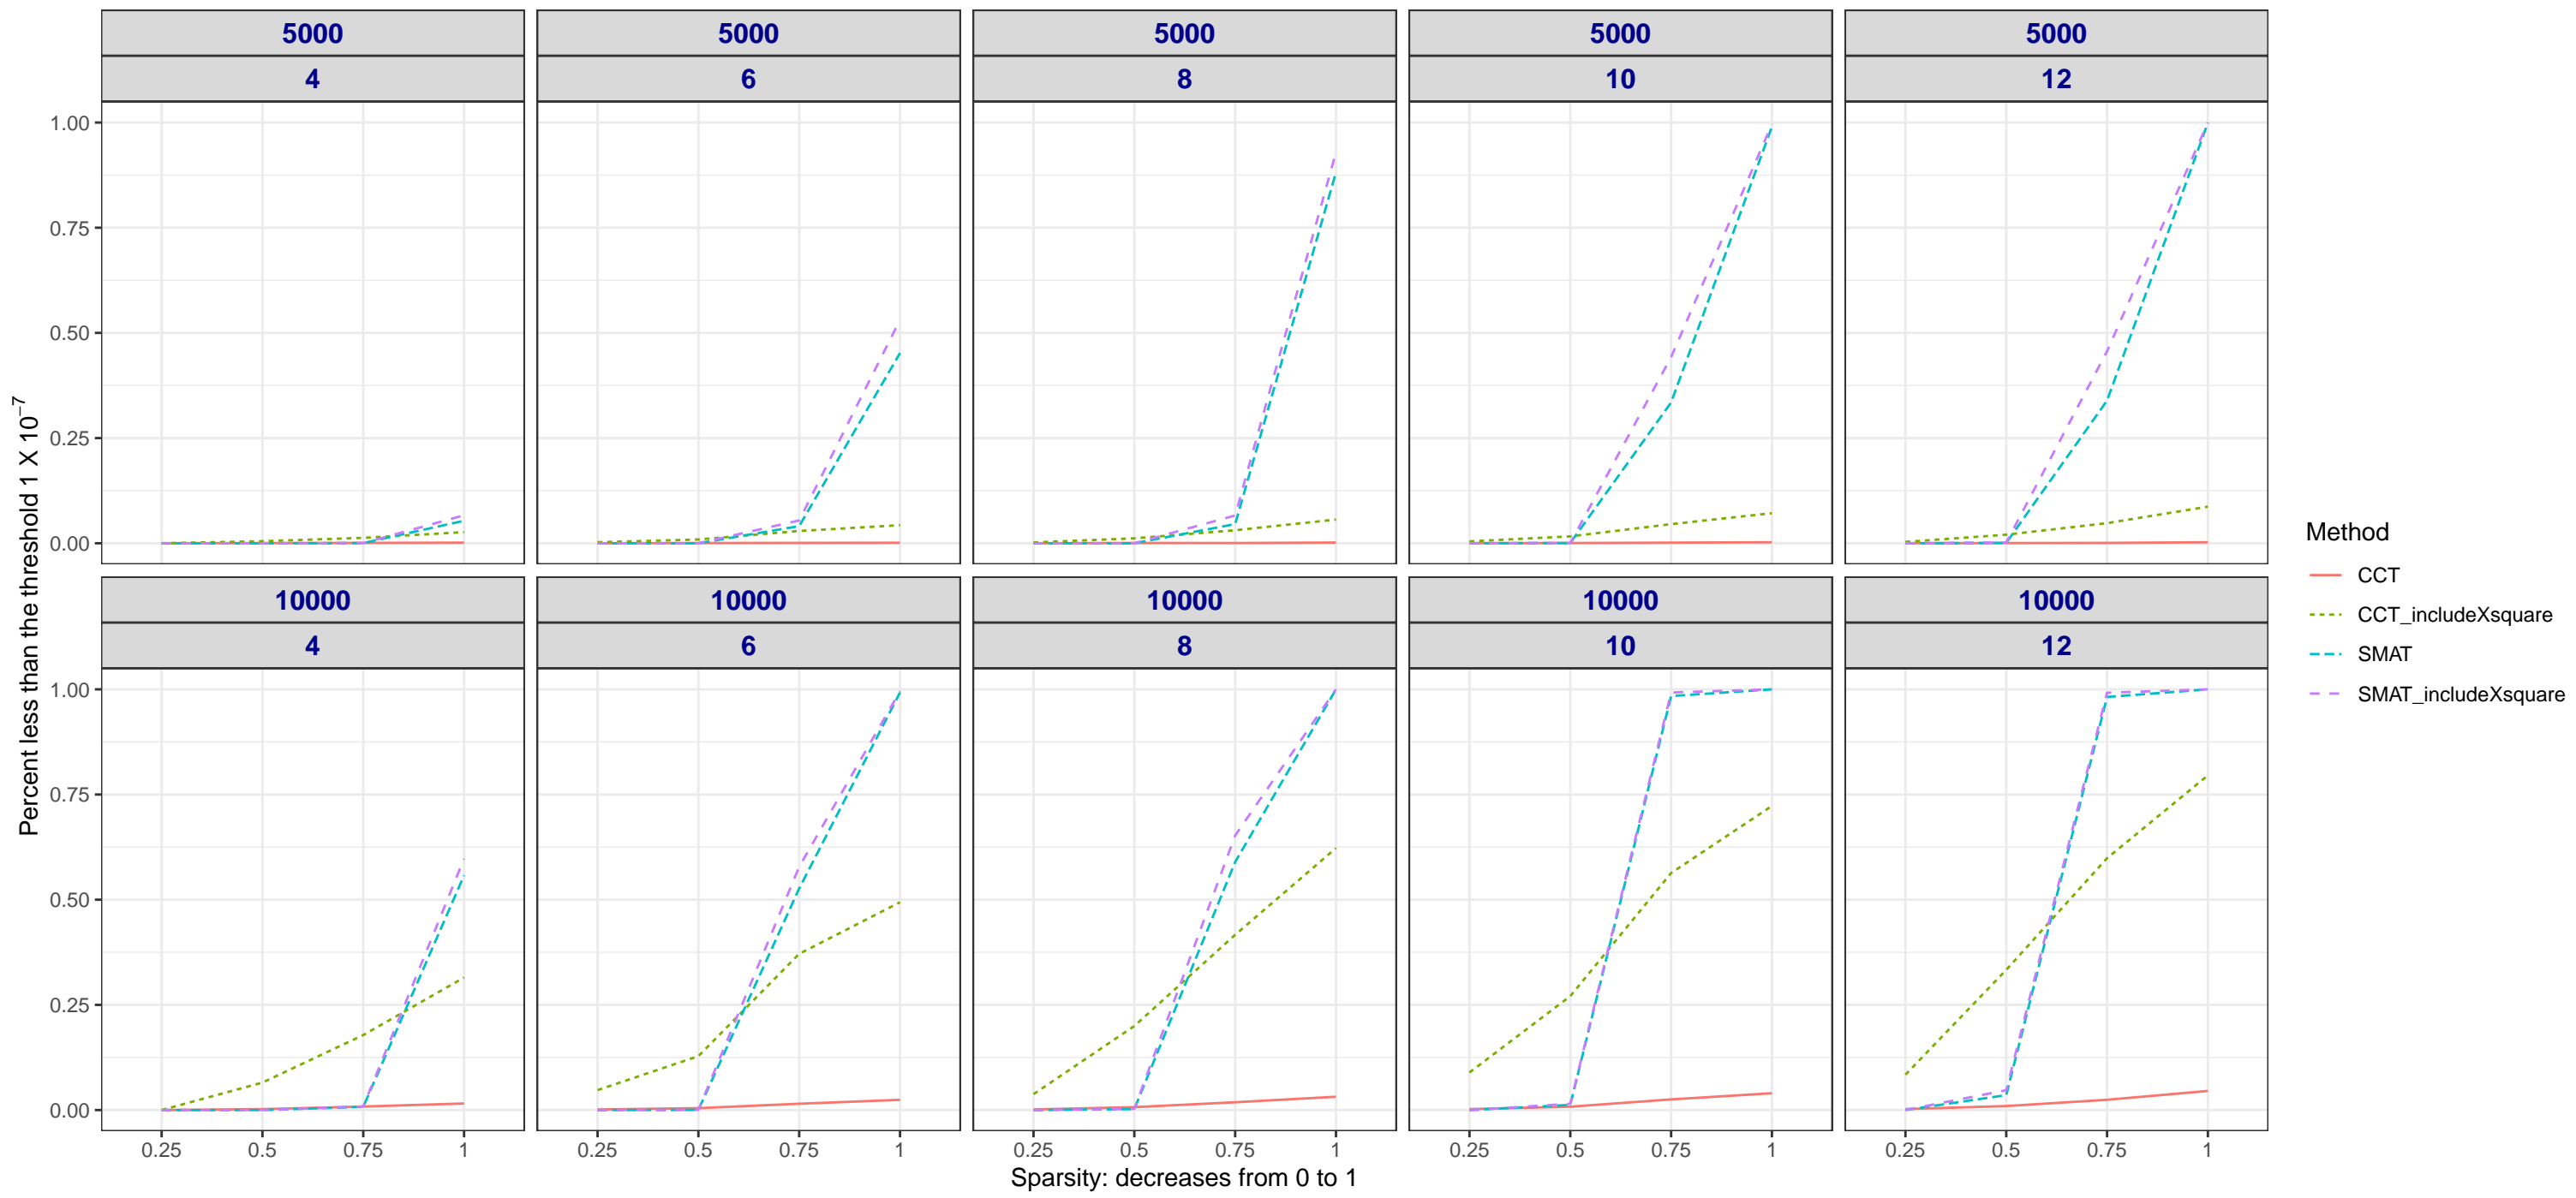 5000 5000 5000 5000 5000
4 6 8 10 12
1.00
0.75
0.50
0.25
0.00
10000 10000 10000 10000 10000
4 6 8 10 12
1.00
0.75
0.50
0.25
0.00
0.25 0.5 0.75 1 0.25 0.5 0.75 1 0.25 0.5 0.75 1 0.25 0.5 0.75 1 0.25 0.5 0.75 1
Sparsity: decreases from 0 to 1
Percent less than the threshold 1 X 10⁻⁷
Method
CCT
CCT_includeXsquare
SMAT
SMAT_includeXsquare